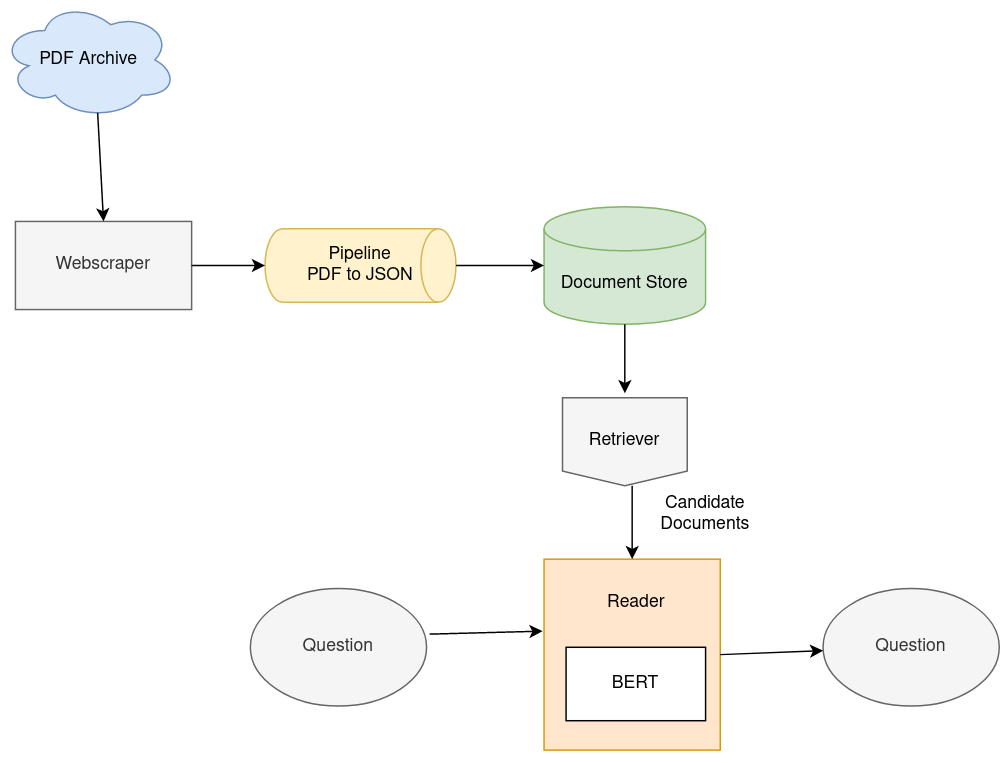 PDF Archive
Webscraper
Pipeline
PDF to JSON
Document Store
Retriever
Candidate
Documents
Reader
Question
BERT
Question